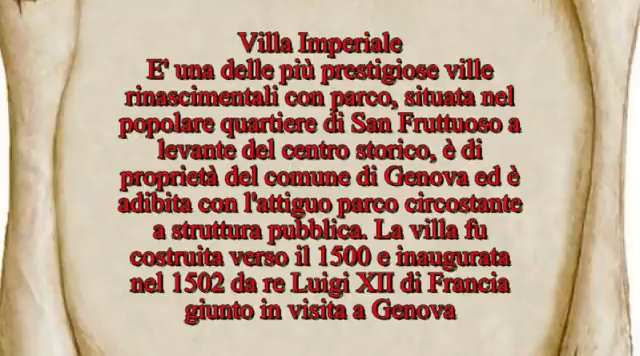 Villa Imperiale
E' una delle più prestigiose ville
rinascimentali con parco, situata nel
popolare quartiere di San Fruttuoso a
levante del centro storico, è di
proprietà del comune di Genova ed è
adibita con l'attiguo parco circostante
a struttura pubblica. La villa fu
costruita verso il 1500 e inaugurata
nel 1502 da re Luigi XII di Francia
giunto in visita a Genova